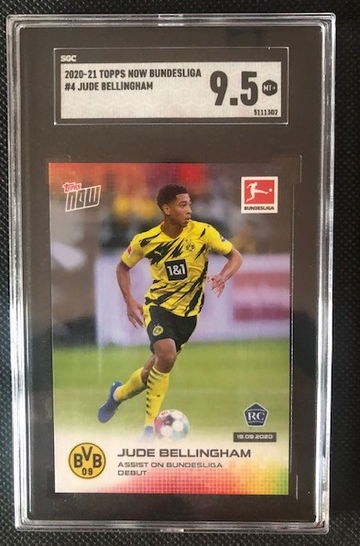 SGC
2020-21 TOPPS NOW BUNDESLIGA
#4 JUDE BELLINGHAM
9.5
MT+
9111302
TOPPS
NOW
BUNDESLIGA
1&1
RC
19.09.2020
BVB
09
JUDE BELLINGHAM
ASSIST ON BUNDESLIGA
DEBUT